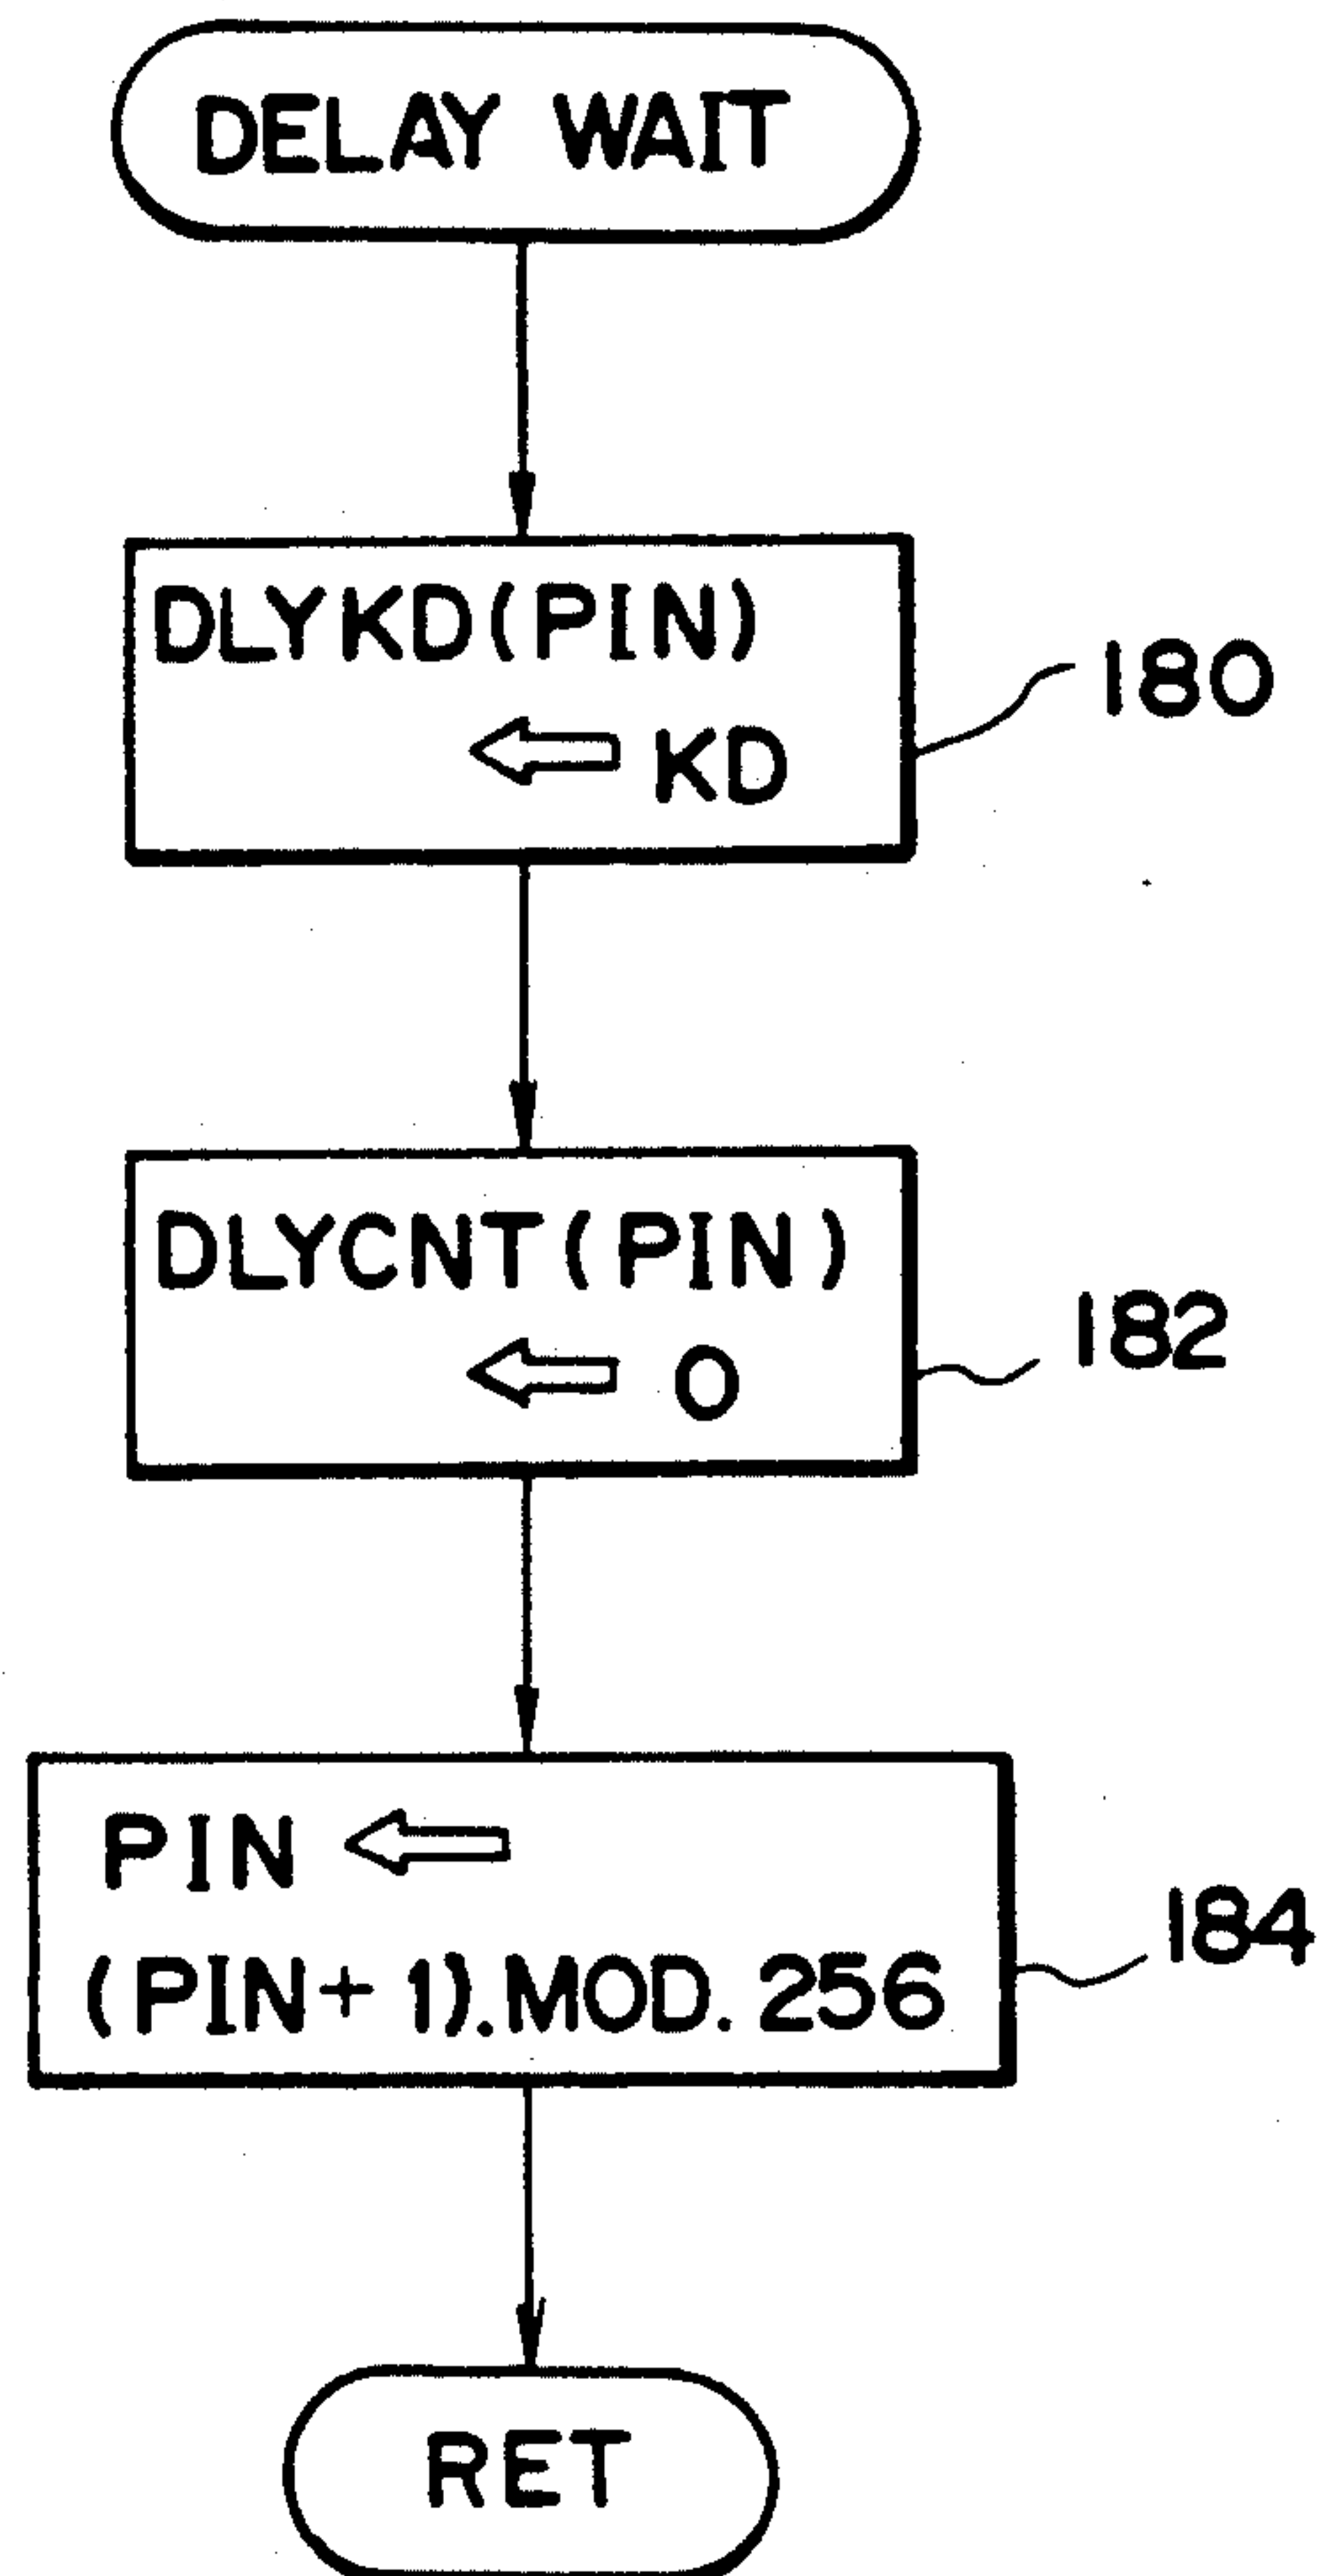 DELAY WAIT
DLYKD(PIN)
⇐ KD
180
DLYCNT(PIN)
⇐ 0
182
PIN ⇐
(PIN+1).MOD.256
184
RET